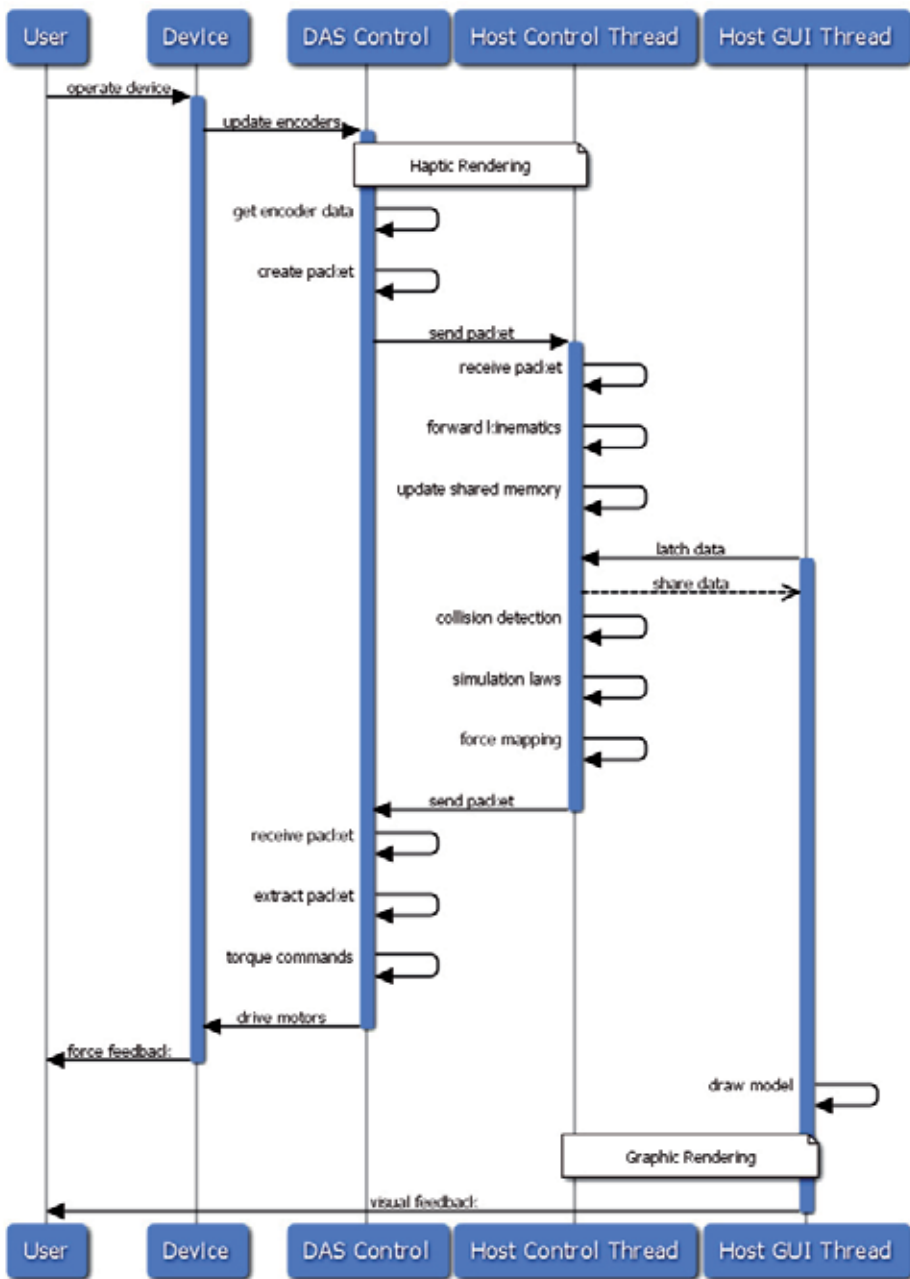 User
Device
DAS Control
Host Control Thread
Host GUI Thread
operate device
update encoders
Haptic Rendering
get encoder data
create packet
send packet
receive packet
forward kinematics
update shared memory
latch data
share data
collision detection
simulation laws
force mapping
send packet
receive packet
extract packet
torque commands
drive motors
force feedback
draw model
Graphic Rendering
visual feedback
User
Device
DAS Control
Host Control Thread
Host GUI Thread